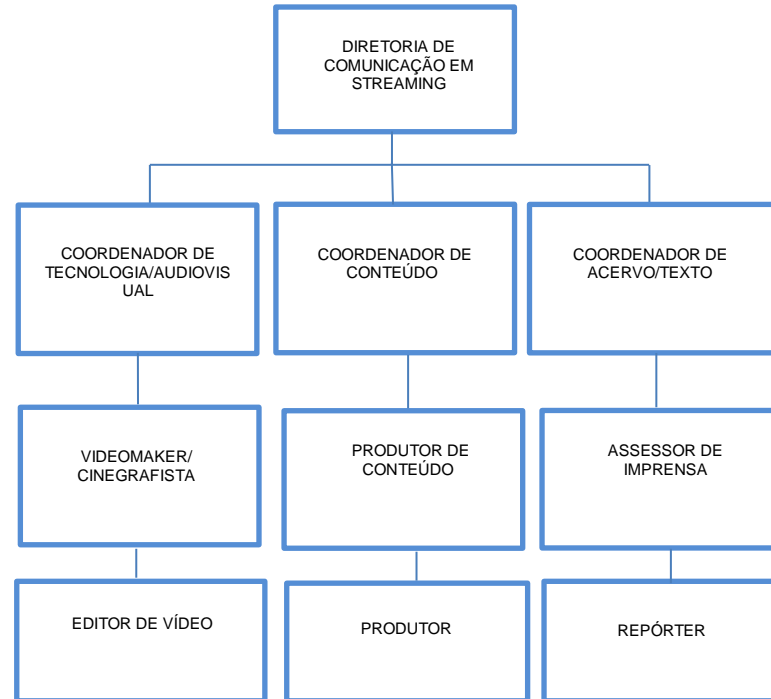 DIRETORIA DE
COMUNICAÇÃO EM
STREAMING
COORDENADOR DE
TECNOLOGIA/AUDIOVIS
UAL
COORDENADOR DE
CONTEÚDO
COORDENADOR DE
ACERVO/TEXTO
VIDEOMAKER/
CINEGRAFISTA
PRODUTOR DE
CONTEÚDO
ASSESSOR DE
IMPRENSA
EDITOR DE VÍDEO
PRODUTOR
REPÓRTER